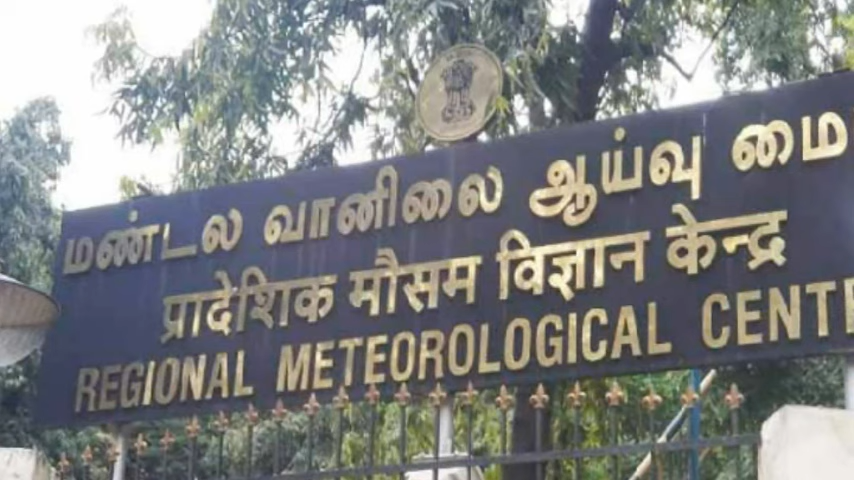 மண்டல வானிலை ஆய்வு மை
प्रादेशिक मौसम विज्ञान केन्द्र
REGIONAL METEOROLOGICAL CENT